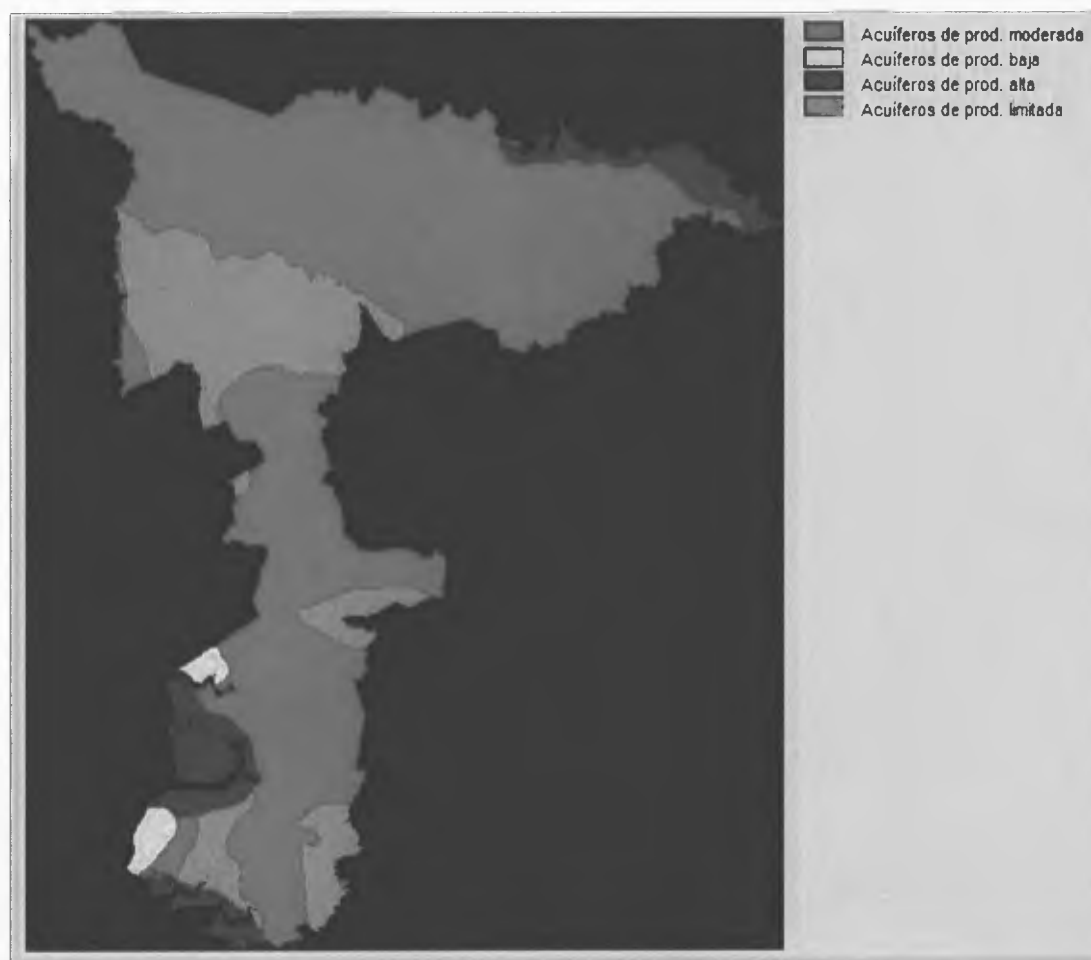 Acuíferos de prod. moderada
Acuíferos de prod. baja
Acuíferos de prod. alta
Acuíferos de prod. limitada